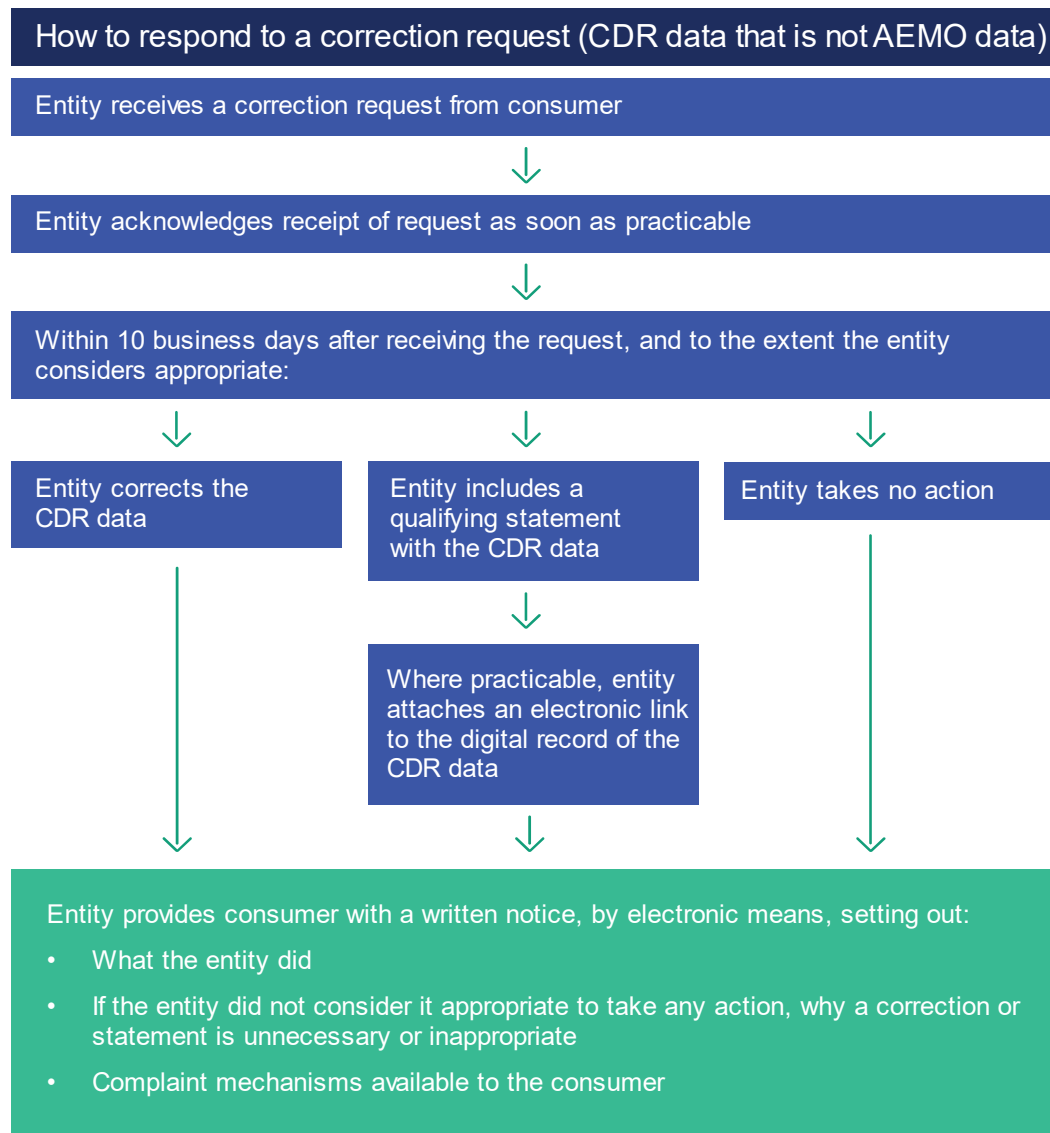 How to respond to a correction request (CDR data that is not AEMO data)
Entity receives a correction request from consumer
Entity acknowledges receipt of request as soon as practicable
Within 10 business days after receiving the request, and to the extent the entity
considers appropriate:
Entity corrects the
CDR data
Entity includes a
qualifying statement
with the CDR data
Entity takes no action
Where practicable, entity
attaches an electronic link
to the digital record of the
CDR data
Entity provides consumer with a written notice, by electronic means, setting out:
• What the entity did
• If the entity did not consider it appropriate to take any action, why a correction or
statement is unnecessary or inappropriate
• Complaint mechanisms available to the consumer